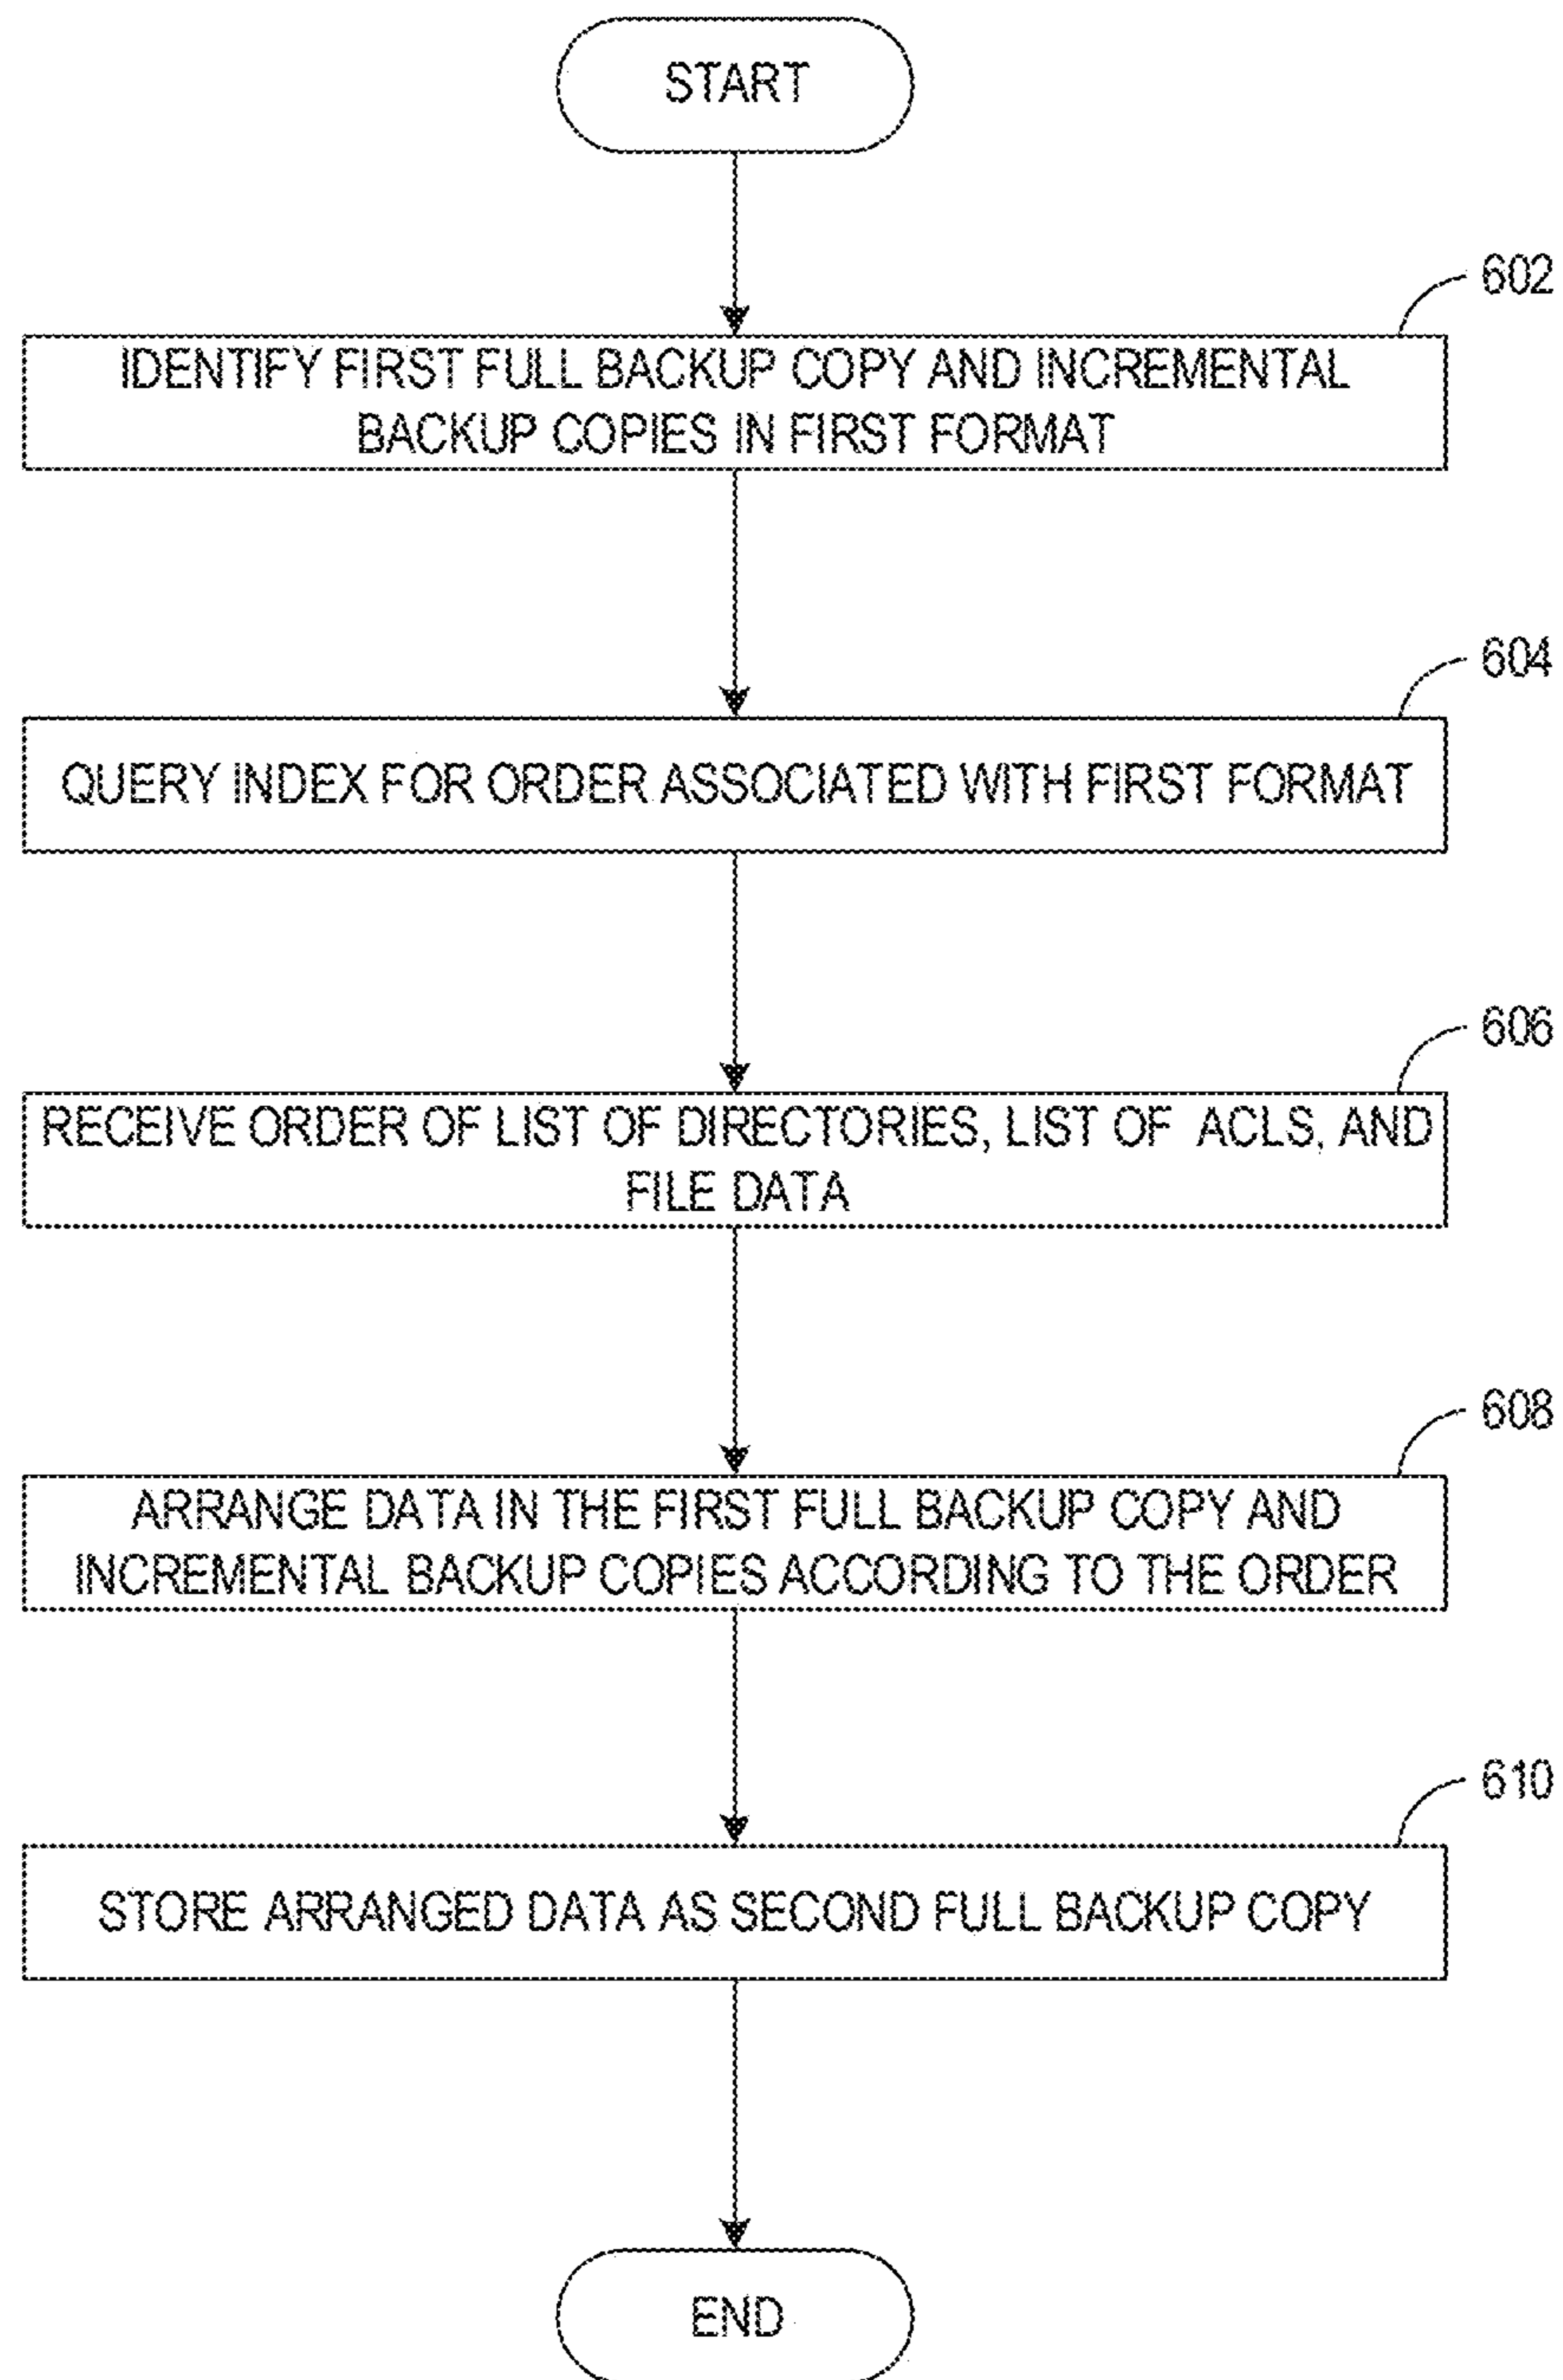 START
602
IDENTIFY FIRST FULL BACKUP COPY AND INCREMENTAL
BACKUP COPIES IN FIRST FORMAT
604
QUERY INDEX FOR ORDER ASSOCIATED WITH FIRST FORMAT
606
RECEIVE ORDER OF LIST OF DIRECTORIES, LIST OF ACLS, AND
FILE DATA
608
ARRANGE DATA IN THE FIRST FULL BACKUP COPY AND
INCREMENTAL BACKUP COPIES ACCORDING TO THE ORDER
610
STORE ARRANGED DATA AS SECOND FULL BACKUP COPY
END